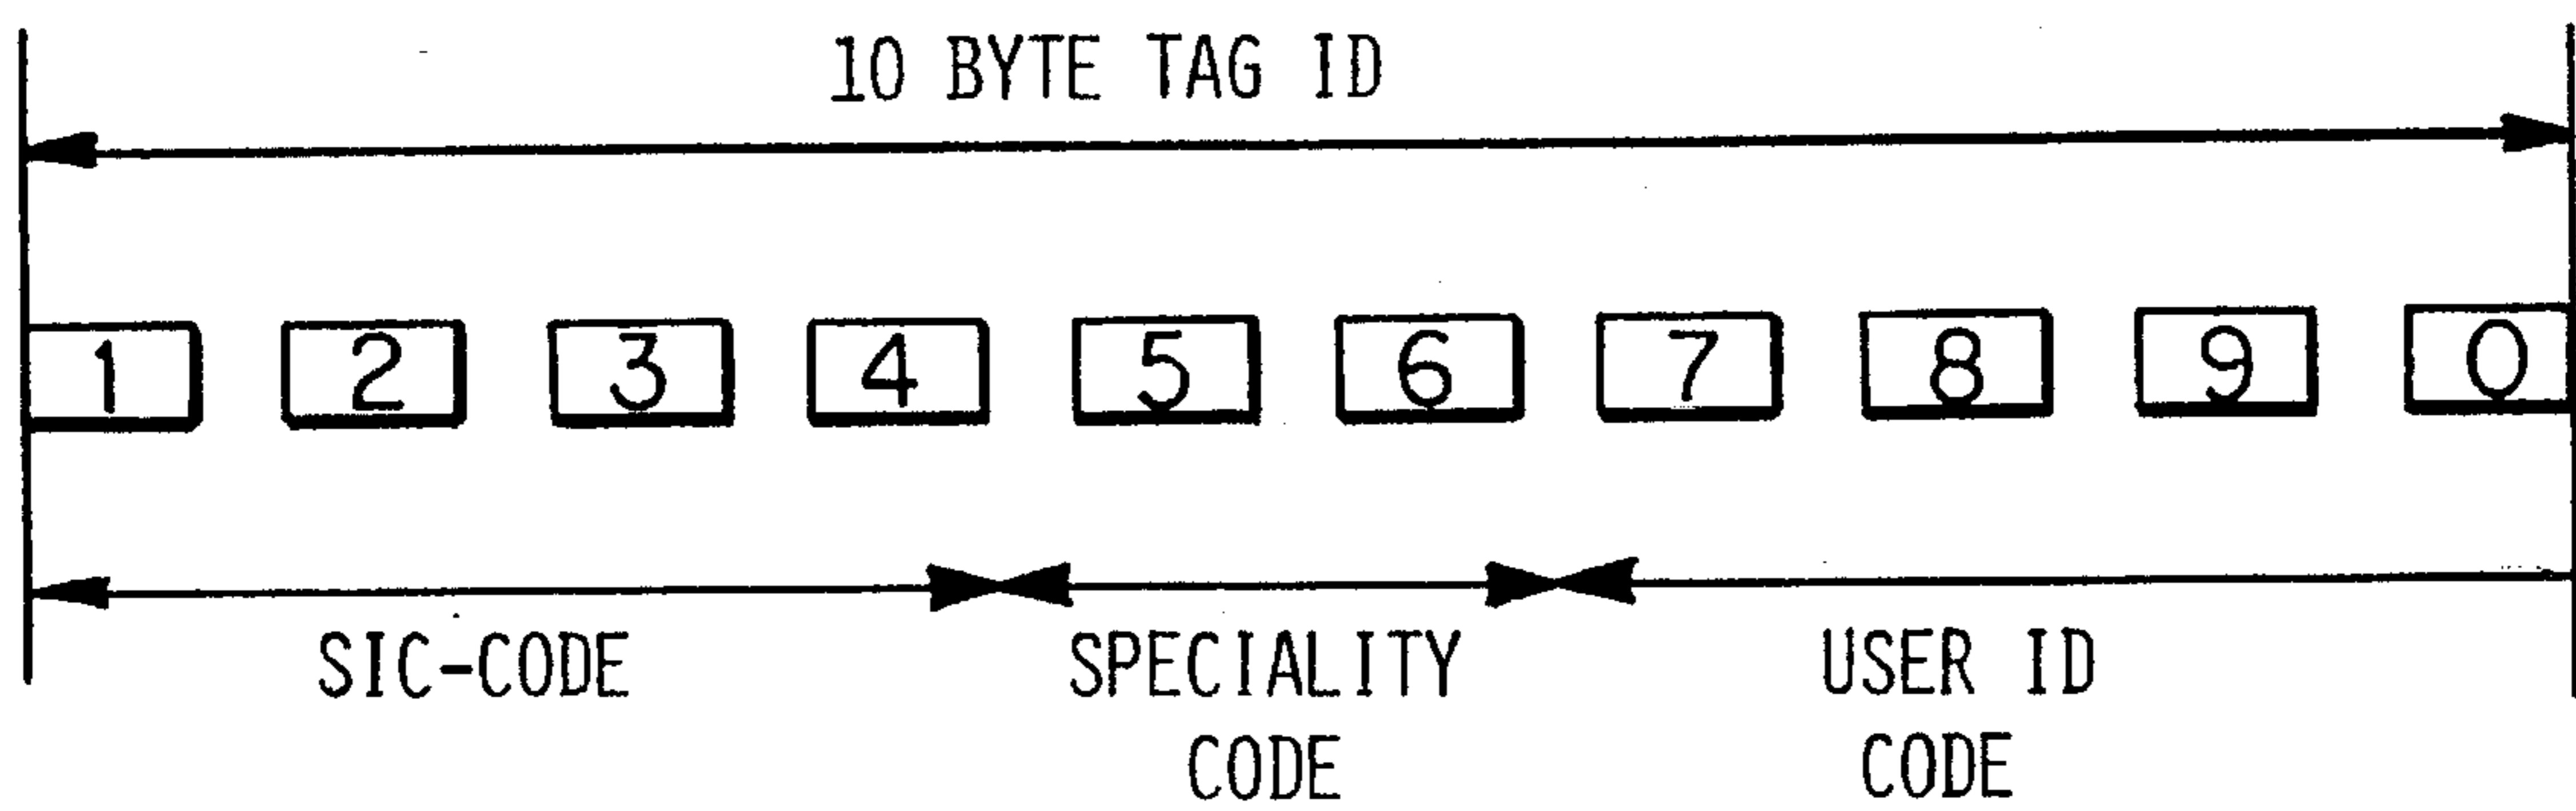 10 BYTE TAG ID
1 2 3 4 5 6 7 8 9 0
SIC-CODE SPECIALITY USER ID
CODE CODE